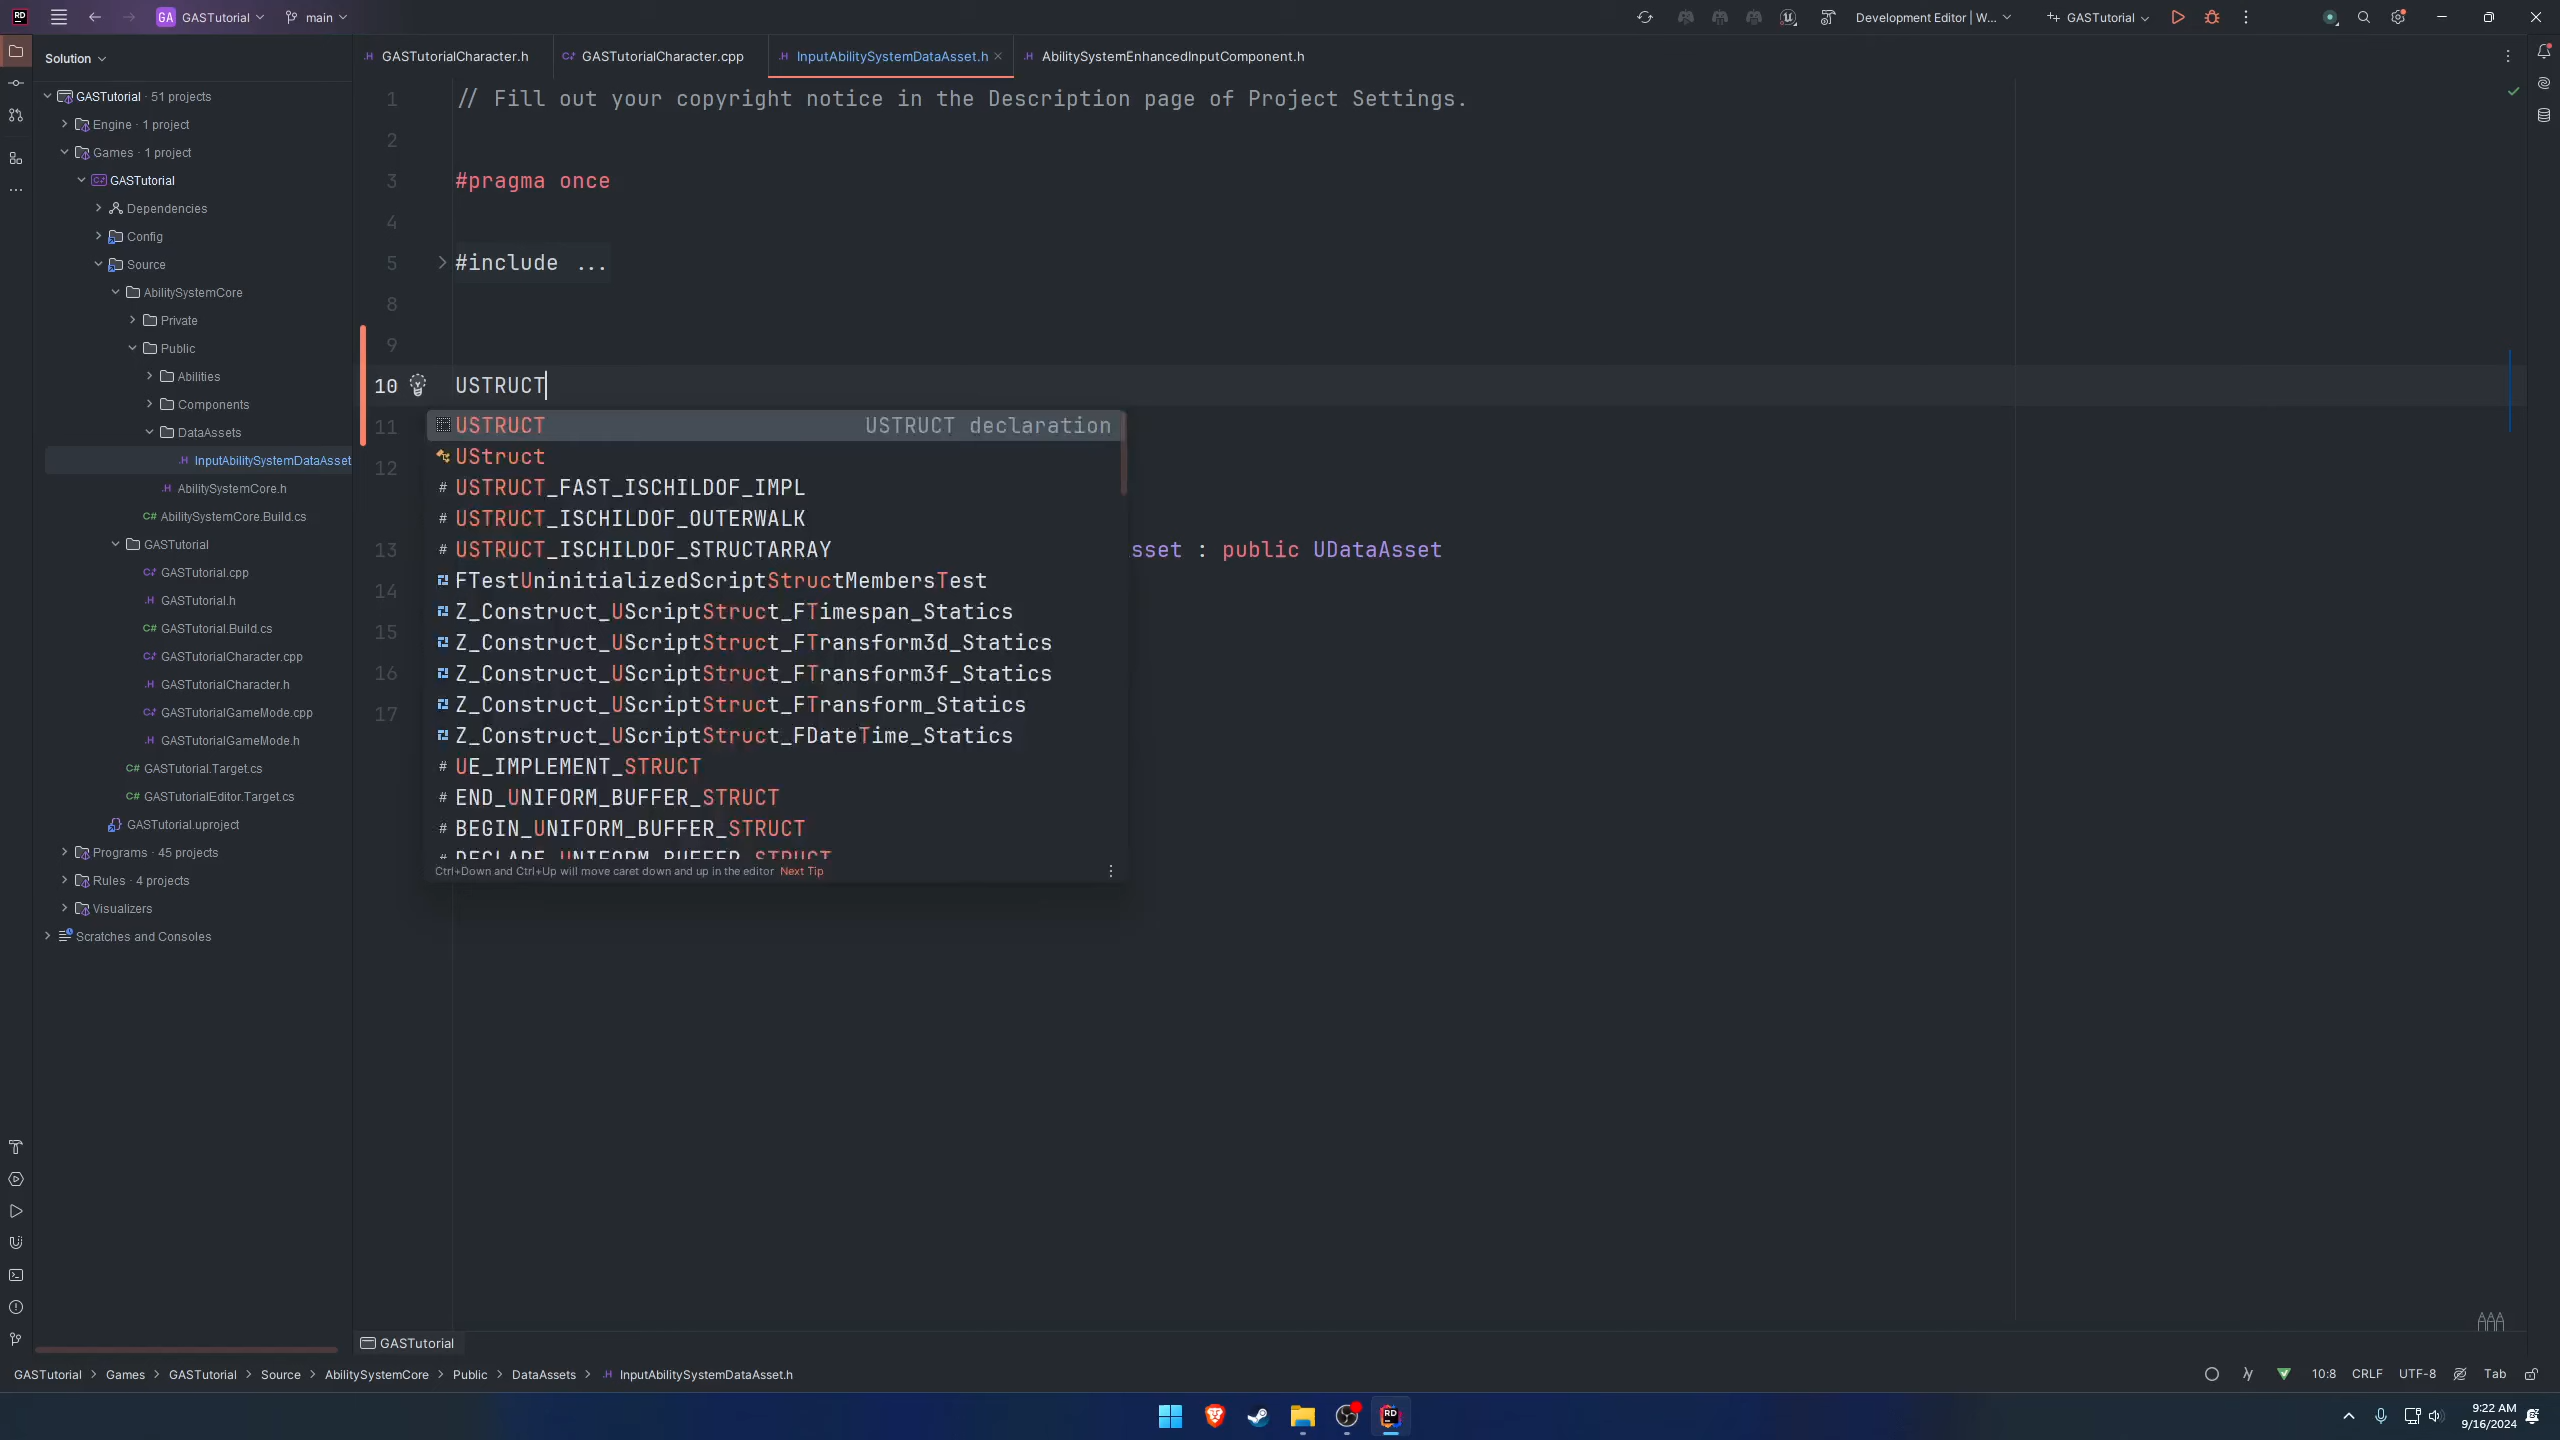 GA GASTutorial main
Development Editor | W... GASTutorial
Solution
GASTutorialCharacter.h GASTutorialCharacter.cpp InputAbilitySystemDataAsset.h AbilitySystemEnhancedInputComponent.h
GASTutorial · 51 projects
Engine · 1 project
Games · 1 project
GASTutorial
Dependencies
Config
Source
AbilitySystemCore
Private
Public
Abilities
Components
DataAssets
InputAbilitySystemDataAsset
AbilitySystemCore.h
C# AbilitySystemCore.Build.cs
GASTutorial
GASTutorial.cpp
GASTutorial.h
C# GASTutorial.Build.cs
GASTutorialCharacter.cpp
GASTutorialCharacter.h
GASTutorialGameMode.cpp
GASTutorialGameMode.h
C# GASTutorial.Target.cs
C# GASTutorialEditor.Target.cs
GASTutorial.uproject
Programs · 45 projects
Rules · 4 projects
Visualizers
Scratches and Consoles
1 // Fill out your copyright notice in the Description page of Project Settings.
2
3 #pragma once
4
5 #include ...
8
9
10 USTRUCT
11
12
13 sset : public UDataAsset
14
15
16
17
USTRUCT USTRUCT declaration
UStruct
# USTRUCT_FAST_ISCHILDOF_IMPL
# USTRUCT_ISCHILDOF_OUTERWALK
# USTRUCT_ISCHILDOF_STRUCTARRAY
FTestUninitializedScriptStructMembersTest
Z_Construct_UScriptStruct_FTimespan_Statics
Z_Construct_UScriptStruct_FTransform3d_Statics
Z_Construct_UScriptStruct_FTransform3f_Statics
Z_Construct_UScriptStruct_FTransform_Statics
Z_Construct_UScriptStruct_FDateTime_Statics
# UE_IMPLEMENT_STRUCT
# END_UNIFORM_BUFFER_STRUCT
# BEGIN_UNIFORM_BUFFER_STRUCT
# DECLARE_UNIFORM_BUFFER_STRUCT
Ctrl+Down and Ctrl+Up will move caret down and up in the editor Next Tip
GASTutorial
GASTutorial > Games > GASTutorial > Source > AbilitySystemCore > Public > DataAssets > InputAbilitySystemDataAsset.h
10:8 CRLF UTF-8 Tab
9:22 AM
9/16/2024